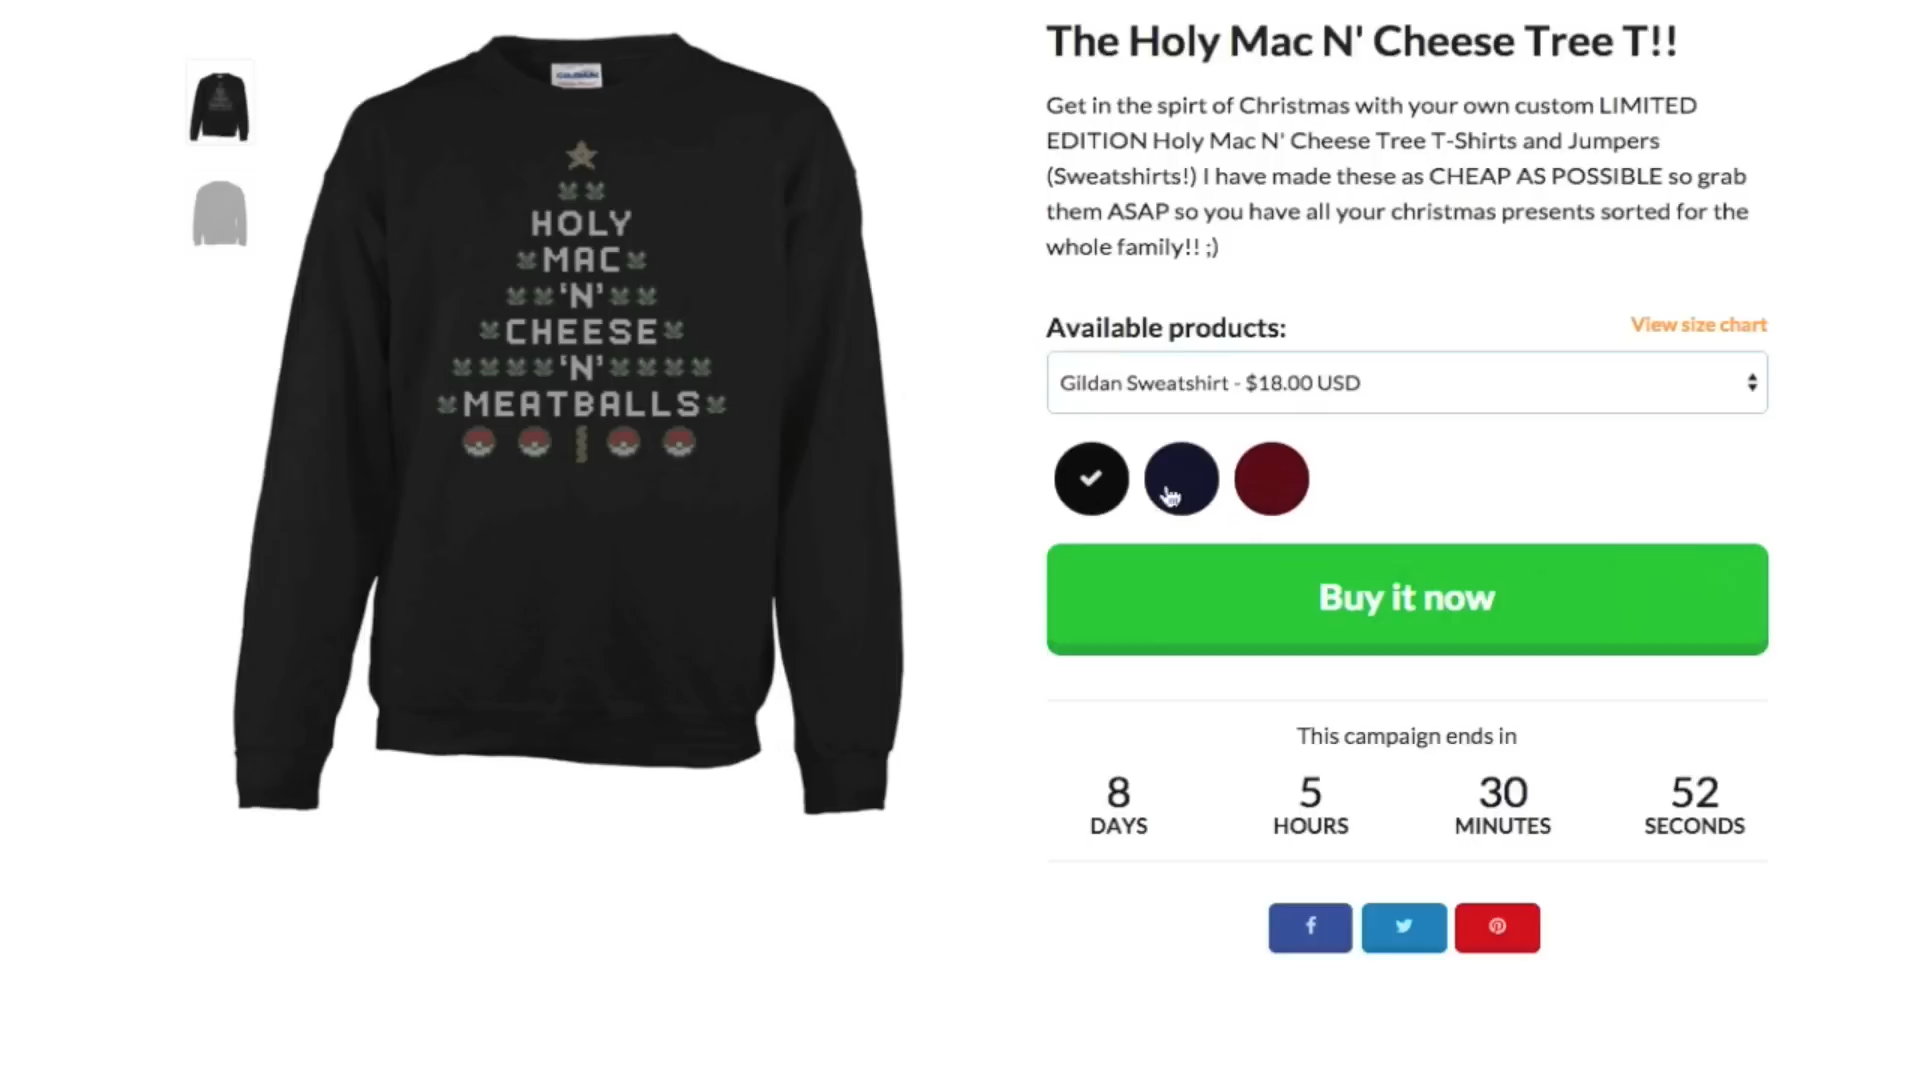 GILDAN
HOLY
MAC
'N'
CHEESE
'N'
MEATBALLS
The Holy Mac N' Cheese Tree T!!
Get in the spirt of Christmas with your own custom LIMITED
EDITION Holy Mac N' Cheese Tree T-Shirts and Jumpers
(Sweatshirts!) I have made these as CHEAP AS POSSIBLE so grab
them ASAP so you have all your christmas presents sorted for the
whole family!! ;)
Available products:
View size chart
Gildan Sweatshirt - $18.00 USD
Buy it now
This campaign ends in
8 5 30 52
DAYS HOURS MINUTES SECONDS